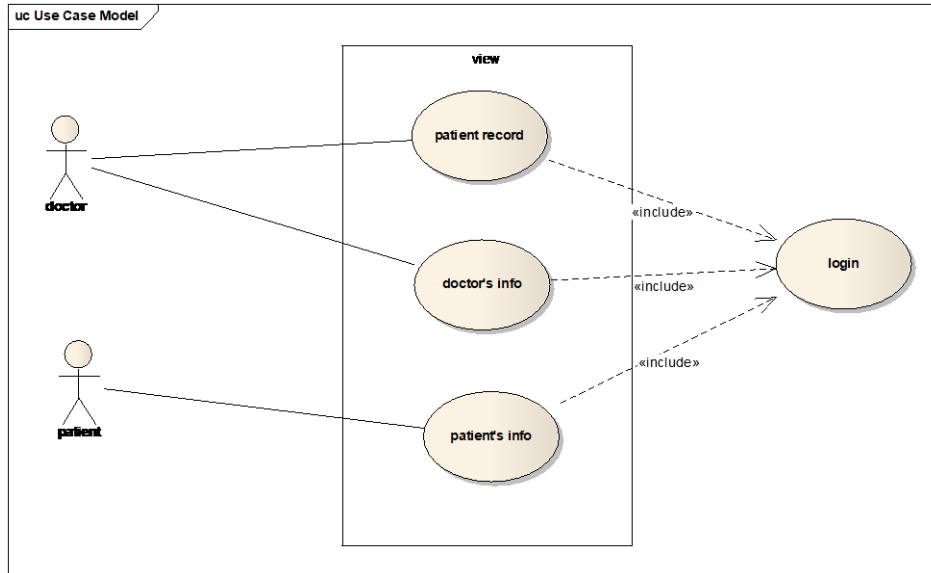 uc Use Case Model
view
patient record
doctor
«include»
login
doctor's info
«include»
patient
«include»
patient's info